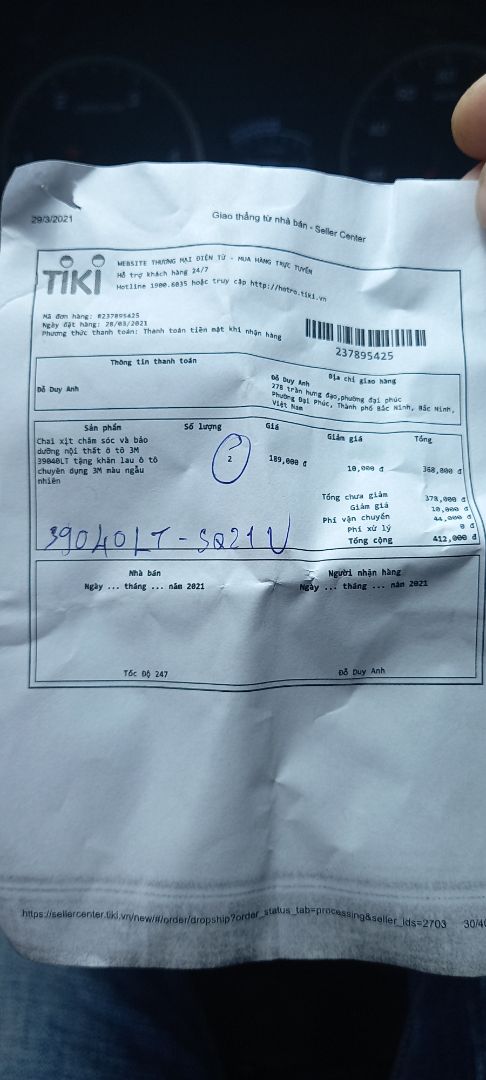 29/3/2021
Giao thẳng từ nhà bán - Seller Center
TIKI
WEBSITE THƯƠNG MẠI ĐIỆN TỬ - MUA HÀNG TRỰC TUYẾN
Hỗ trợ khách hàng 24/7
Hotline 1900.6035 hoặc truy cập http://hotro.tiki.vn
Mã đơn hàng: #237895425
Ngày đặt hàng: 28/03/2021
Phương thức thanh toán: Thanh toán tiền mặt khi nhận hàng
237895425
Thông tin thanh toán
Đỗ Duy Anh
Địa chỉ giao hàng
Đỗ Duy Anh
278 trần hưng đạo,phường đại phúc
Phường Đại Phúc, Thành phố Bắc Ninh, Bắc Ninh,
Việt Nam
Sản phẩm Số lượng Giá Giảm giá Tổng
Chai xịt chăm sóc và bảo
dưỡng nội thất ô tô 3M
39040LT tặng khăn lau ô tô
chuyên dụng 3M màu ngẫu
nhiên
2 189,000 đ 10,000 đ 368,000 đ
Tổng chưa giảm 378,000 đ
Giảm giá 10,000 đ
Phí vận chuyển 44,000 đ
Phí xử lý 0 đ
Tổng cộng 412,000 đ
39040LT - SQ21V
Nhà bán
Ngày ... tháng ... năm 2021
Người nhận hàng
Ngày ... tháng ... năm 2021
Tốc Độ 247
Đỗ Duy Anh
https://sellercenter.tiki.vn/new/#/order/dropship?order_status_tab=processing&seller_ids=2703 30/40